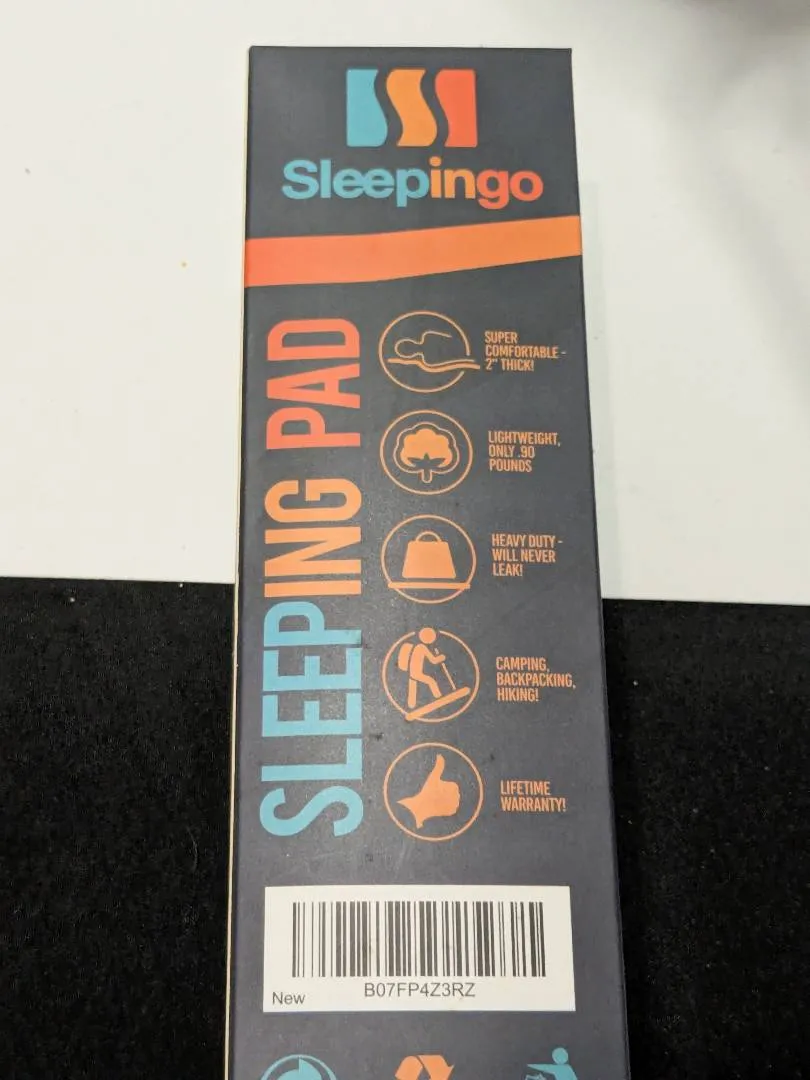 Sleepingo
SLEEPING PAD
SUPER
COMFORTABLE -
2" THICK!
LIGHTWEIGHT,
ONLY .90
POUNDS
HEAVY DUTY -
WILL NEVER
LEAK!
CAMPING,
BACKPACKING,
HIKING!
LIFETIME
WARRANTY!
B07FP4Z3RZ
New